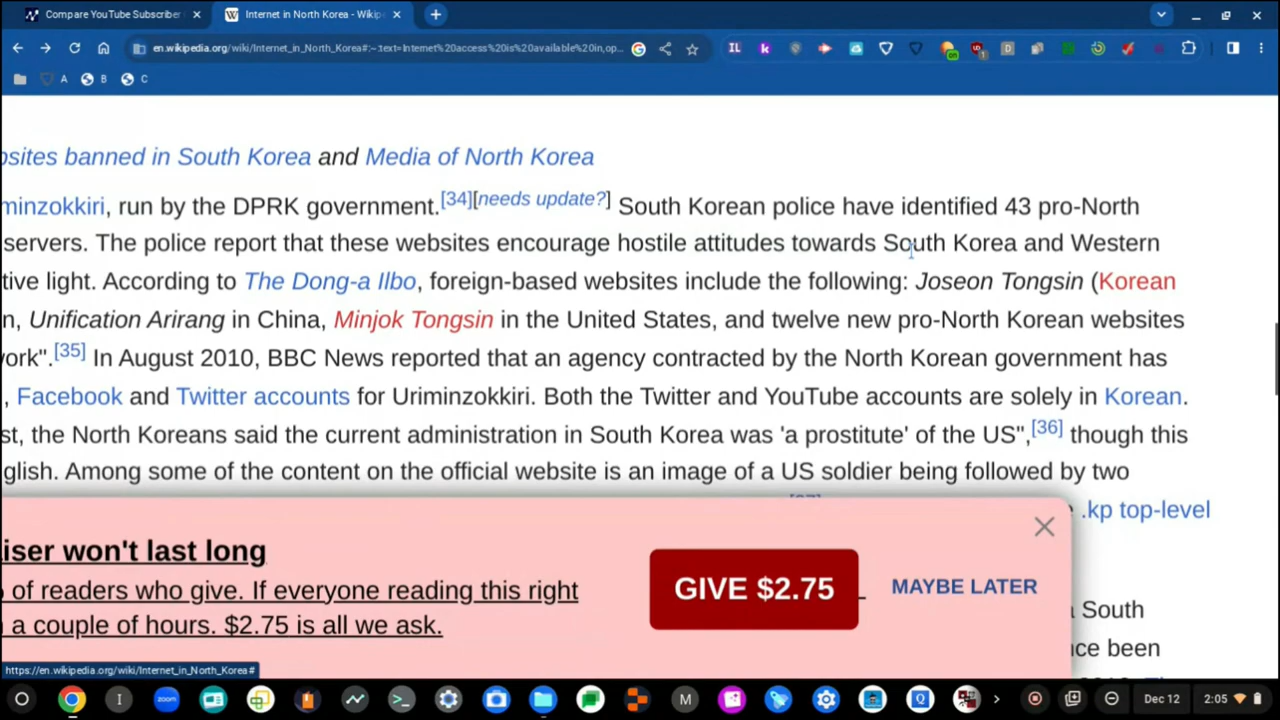 Compare YouTube Subscriber
Internet in North Korea - Wikip
en.wikipedia.org/wiki/Internet_in_North_Korea#:~:text=Internet%20access%20is%20available%20in,op...
A B C
bsites banned in South Korea and Media of North Korea
minzokkiri, run by the DPRK government.[34][needs update?] South Korean police have identified 43 pro-North
servers. The police report that these websites encourage hostile attitudes towards South Korea and Western
tive light. According to The Dong-a Ilbo, foreign-based websites include the following: Joseon Tongsin (Korean
n, Unification Arirang in China, Minjok Tongsin in the United States, and twelve new pro-North Korean websites
ork".[35] In August 2010, BBC News reported that an agency contracted by the North Korean government has
, Facebook and Twitter accounts for Uriminzokkiri. Both the Twitter and YouTube accounts are solely in Korean.
st, the North Koreans said the current administration in South Korea was 'a prostitute' of the US",[36] though this
glish. Among some of the content on the official website is an image of a US soldier being followed by two
.kp top-level
aiser won't last long
of readers who give. If everyone reading this right
a couple of hours. $2.75 is all we ask.
GIVE $2.75
MAYBE LATER
a South
nce been
https://en.wikipedia.org/wiki/Internet_in_North_Korea#
zoom
Dec 12
2:05